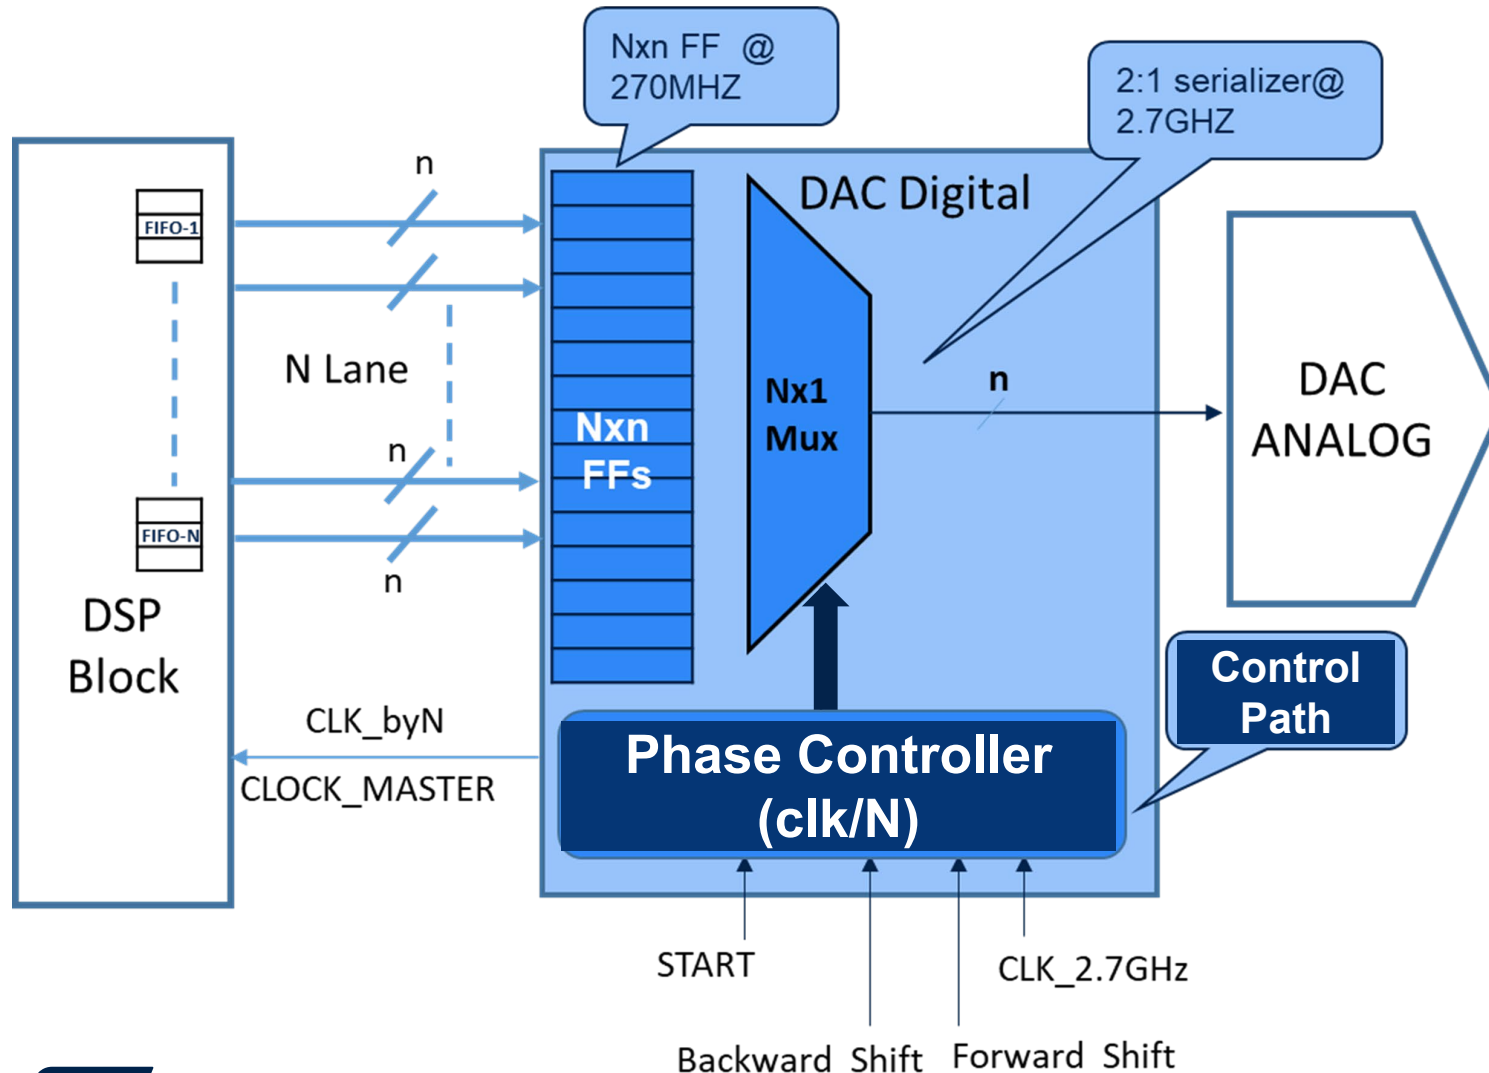 Nxn FF @
270MHZ
2:1 serializer@
2.7GHZ
n
DAC Digital
FIFO-1
N Lane
Nx1
Mux
n
DAC
ANALOG
Nxn
FFs
n
FIFO-N
n
DSP
Block
Control
Path
CLK_byN
CLOCK_MASTER
Phase Controller
(clk/N)
START
CLK_2.7GHz
Backward Shift
Forward Shift